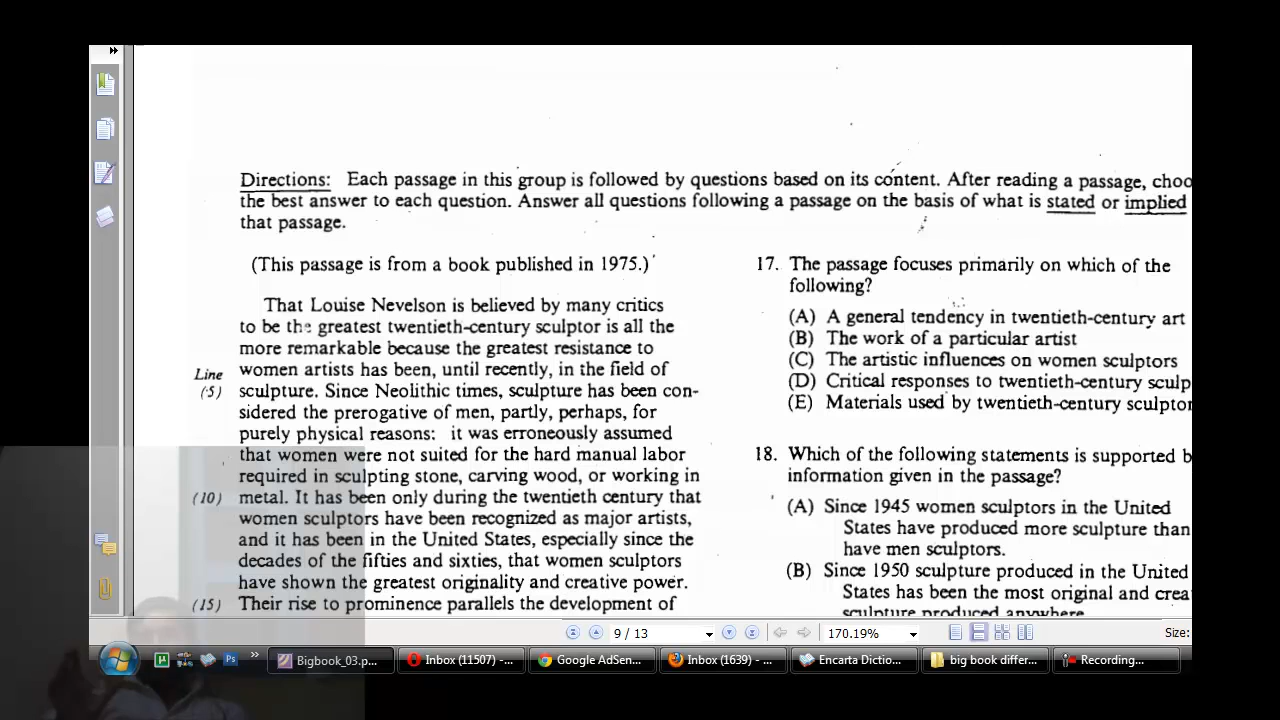 Directions: Each passage in this group is followed by questions based on its content. After reading a passage, choo
the best answer to each question. Answer all questions following a passage on the basis of what is stated or implied
that passage.
(This passage is from a book published in 1975.)
That Louise Nevelson is believed by many critics
to be the greatest twentieth-century sculptor is all the
more remarkable because the greatest resistance to
women artists has been, until recently, in the field of
Line
(5) sculpture. Since Neolithic times, sculpture has been con-
sidered the prerogative of men, partly, perhaps, for
purely physical reasons: it was erroneously assumed
that women were not suited for the hard manual labor
required in sculpting stone, carving wood, or working in
(10) metal. It has been only during the twentieth century that
women sculptors have been recognized as major artists,
and it has been in the United States, especially since the
decades of the fifties and sixties, that women sculptors
have shown the greatest originality and creative power.
(15) Their rise to prominence parallels the development of
17. The passage focuses primarily on which of the
following?
(A) A general tendency in twentieth-century art
(B) The work of a particular artist
(C) The artistic influences on women sculptors
(D) Critical responses to twentieth-century sculp
(E) Materials used by twentieth-century sculptor
18. Which of the following statements is supported b
information given in the passage?
(A) Since 1945 women sculptors in the United
States have produced more sculpture than
have men sculptors.
(B) Since 1950 sculpture produced in the United
States has been the most original and crea
sculpture produced anywhere
9 / 13
170.19%
Size:
Bigbook_03.p...
Inbox (11507) -...
Google AdSen...
Inbox (1639) - ...
Encarta Dictio...
big book differ...
Recording...